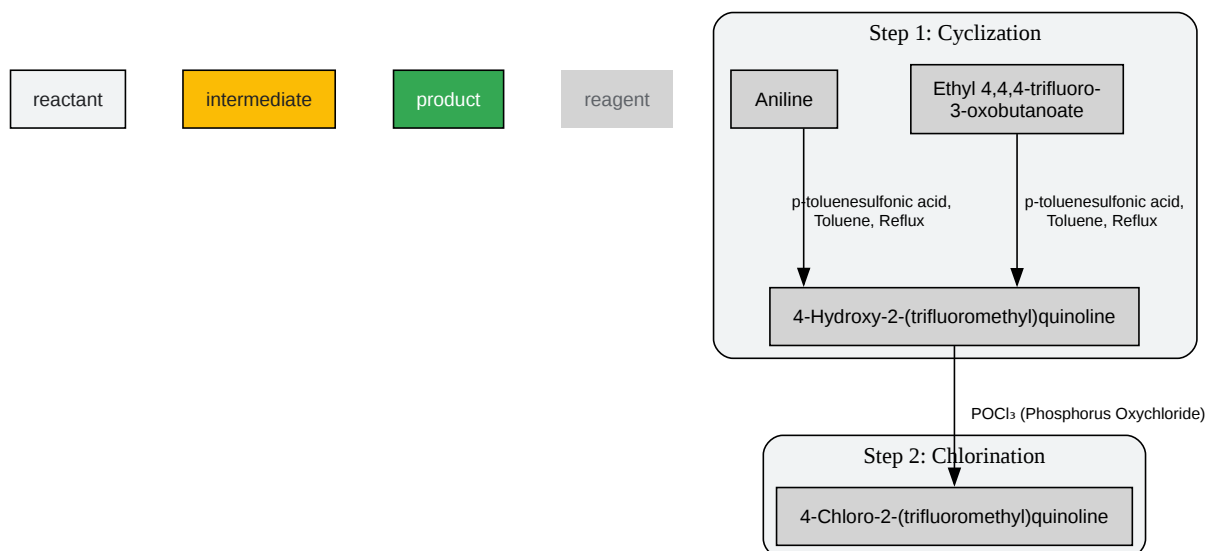 Step 1: Cyclization
reactant
intermediate
product
reagent
Aniline
Ethyl 4,4,4-trifluoro-
3-oxobutanoate
p-toluenesulfonic acid,
Toluene, Reflux
p-toluenesulfonic acid,
Toluene, Reflux
4-Hydroxy-2-(trifluoromethyl)quinoline
POCl₃ (Phosphorus Oxychloride)
Step 2: Chlorination
4-Chloro-2-(trifluoromethyl)quinoline